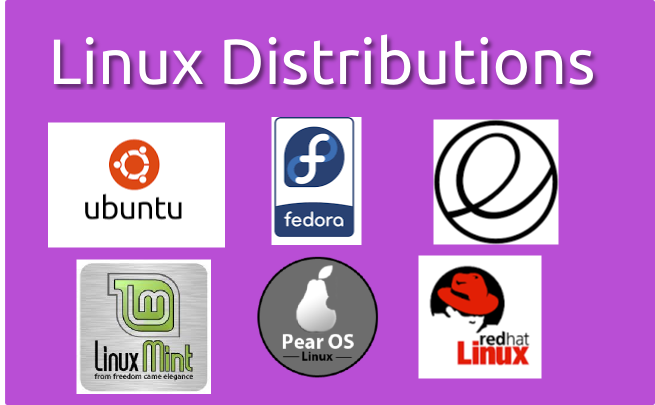 Linux Distributions
ubuntu
fedora
Linux Mint
from freedom came elegance
Pear OS
Linux
redhat
Linux